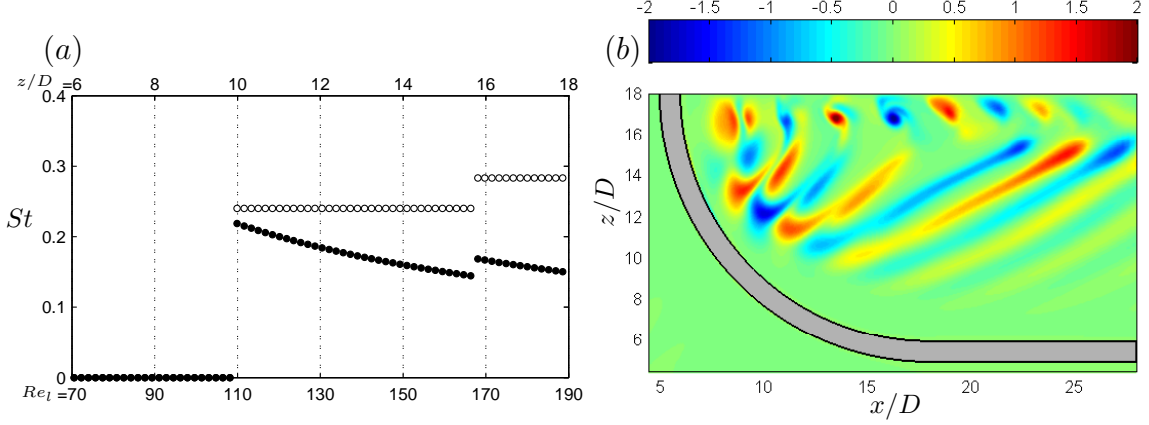 -2 -1.5 -1 -0.5 0 0.5 1 1.5 2
(a)
(b)
z/D =6 8 10 12 14 16 18
0.4
0.3
0.2
0.1
0
St
Re_l =70 90 110 130 150 170 190
18
16
14
12
10
8
6
z/D
5 10 15 20 25
x/D